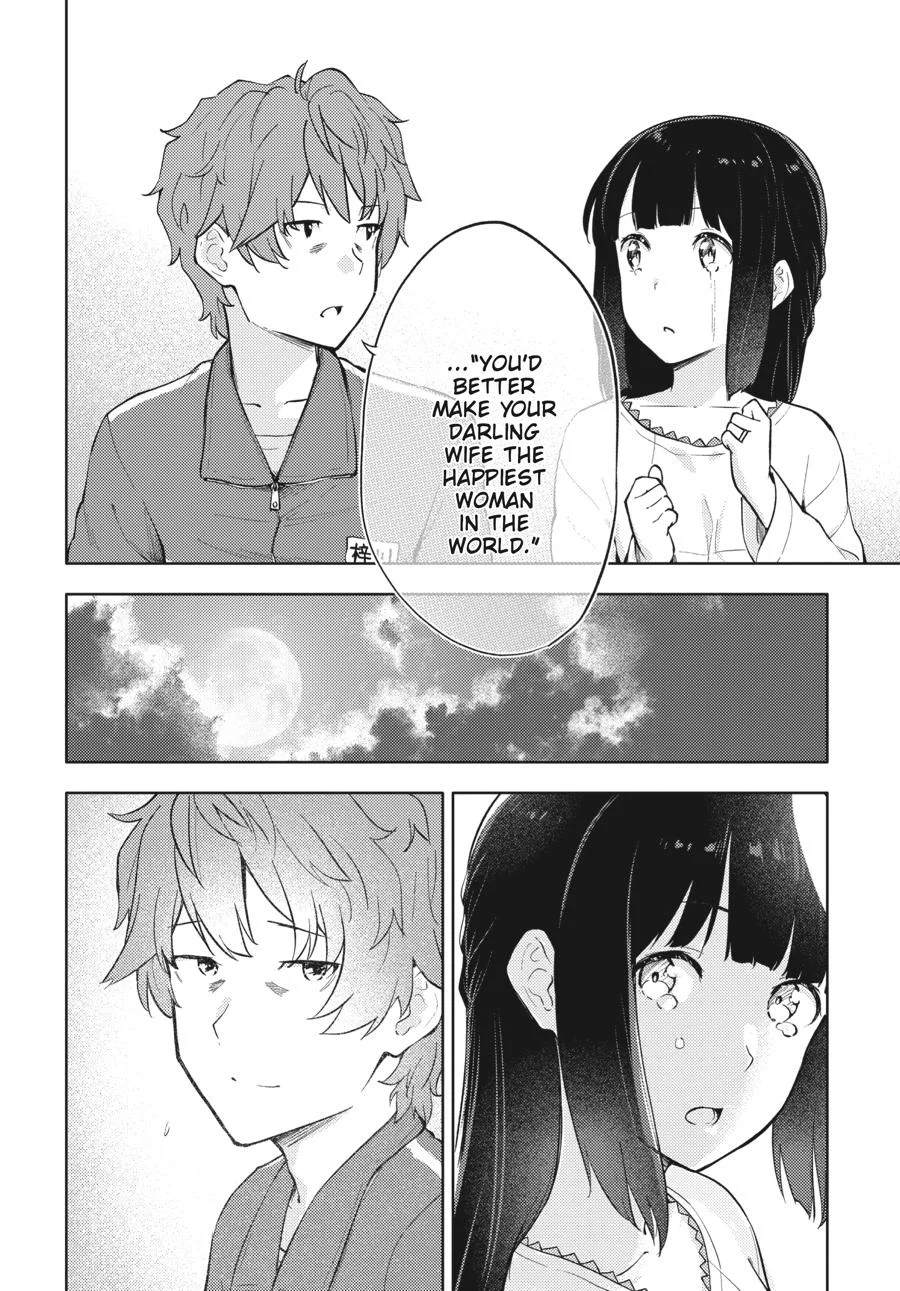 ..."YOU'D
BETTER
MAKE YOUR
DARLING
WIFE THE
HAPPIEST
WOMAN
IN THE
WORLD."
梓川